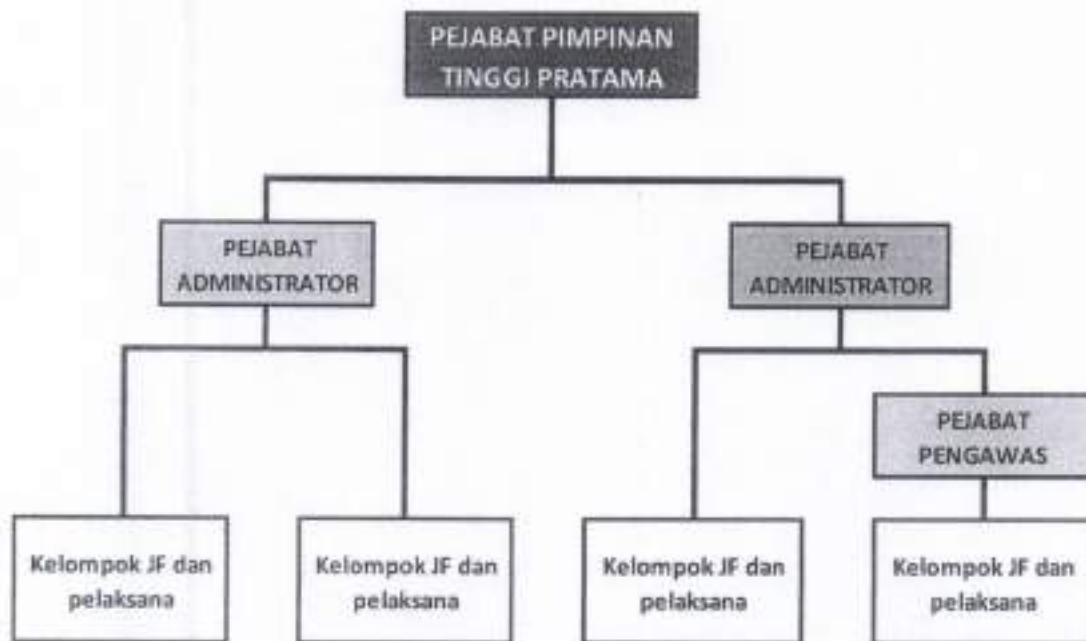 PEJABAT PIMPINAN
TINGGI PRATAMA
PEJABAT
ADMINISTRATOR
PEJABAT
ADMINISTRATOR
PEJABAT
PENGAWAS
Kelompok JF dan
pelaksana
Kelompok JF dan
pelaksana
Kelompok JF dan
pelaksana
Kelompok JF dan
pelaksana